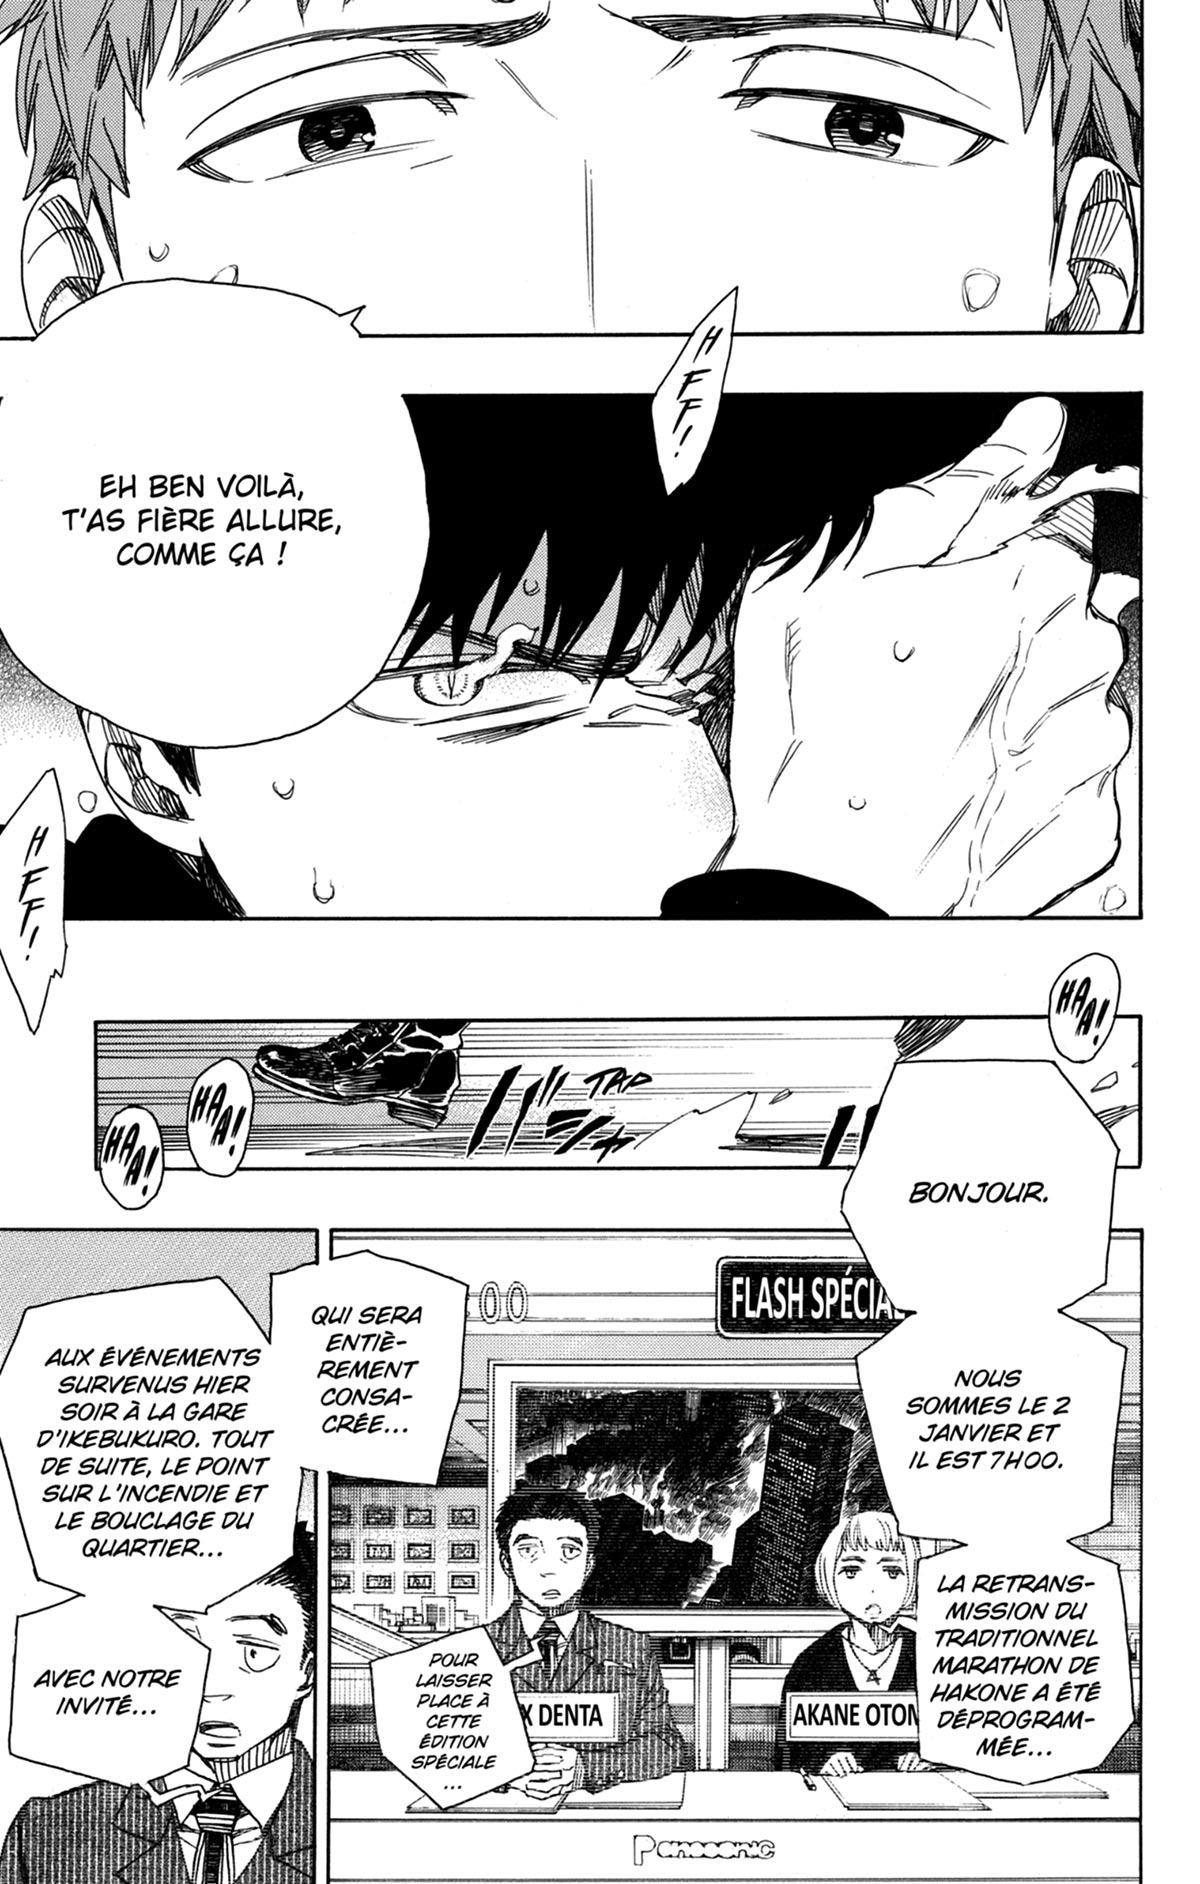 HFF!
EH BEN VOILÀ,
T'AS FIÈRE ALLURE,
COMME ÇA !
HFF!
HAA!
TAP
HAA!
HAA!
BONJOUR.
NOUS
SOMMES LE 2
JANVIER ET
IL EST 7H00.
LA RETRANS-
MISSION DU
TRADITIONNEL
MARATHON DE
HAKONE A ÉTÉ
DÉPROGRAM-
MÉE...
FLASH SPÉCIAL
00
POUR
LAISSER
PLACE À
CETTE
ÉDITION
SPÉCIALE
...
X DENTA
AKANE OTOM
Panasonic
QUI SERA
ENTIÈ-
REMENT
CONSA-
CRÉE...
AUX ÉVÉNEMENTS
SURVENUS HIER
SOIR À LA GARE
D'IKEBUKURO. TOUT
DE SUITE, LE POINT
SUR L'INCENDIE ET
LE BOUCLAGE DU
QUARTIER...
AVEC NOTRE
INVITÉ...